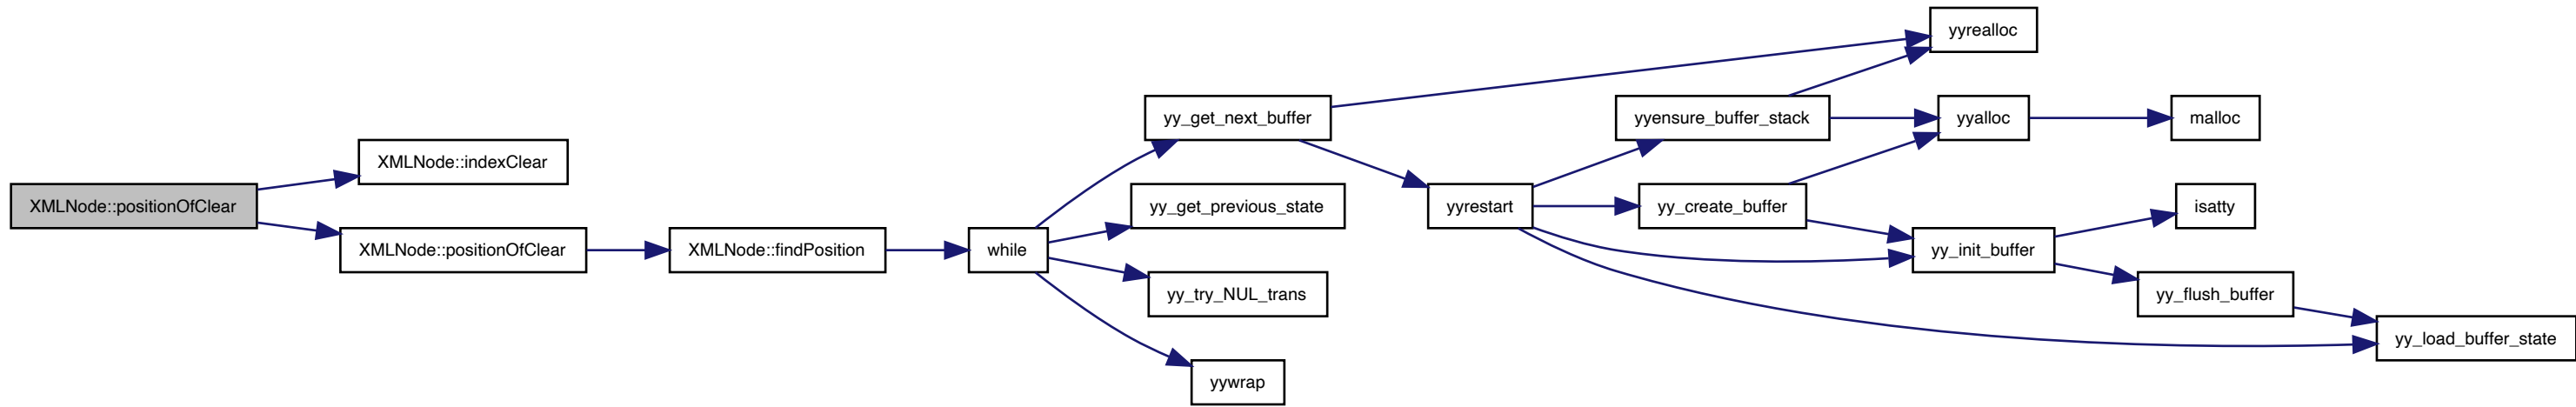 XMLNode::positionOfClear
XMLNode::indexClear
XMLNode::positionOfClear
XMLNode::findPosition
while
yy_get_next_buffer
yy_get_previous_state
yy_try_NUL_trans
yywrap
yyrestart
yyrealloc
yyensure_buffer_stack
yyalloc
malloc
yy_create_buffer
yy_init_buffer
isatty
yy_flush_buffer
yy_load_buffer_state